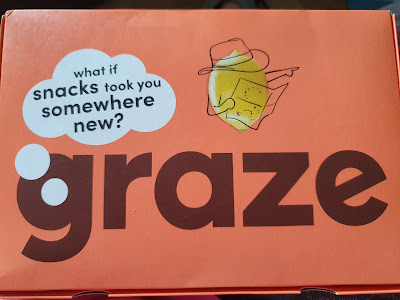 what if
snacks took you
somewhere
new?
graze